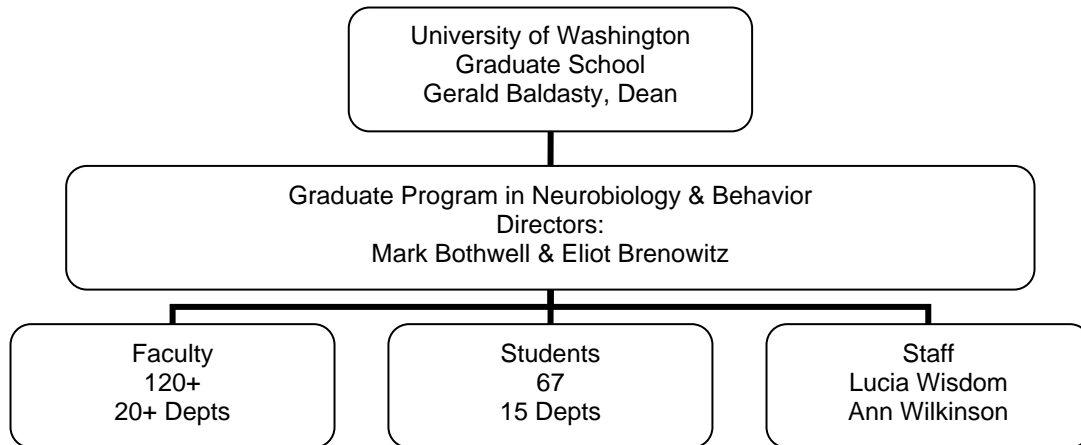 University of Washington
Graduate School
Gerald Baldasty, Dean
Graduate Program in Neurobiology & Behavior
Directors:
Mark Bothwell & Eliot Brenowitz
Faculty
120+
20+ Depts
Students
67
15 Depts
Staff
Lucia Wisdom
Ann Wilkinson